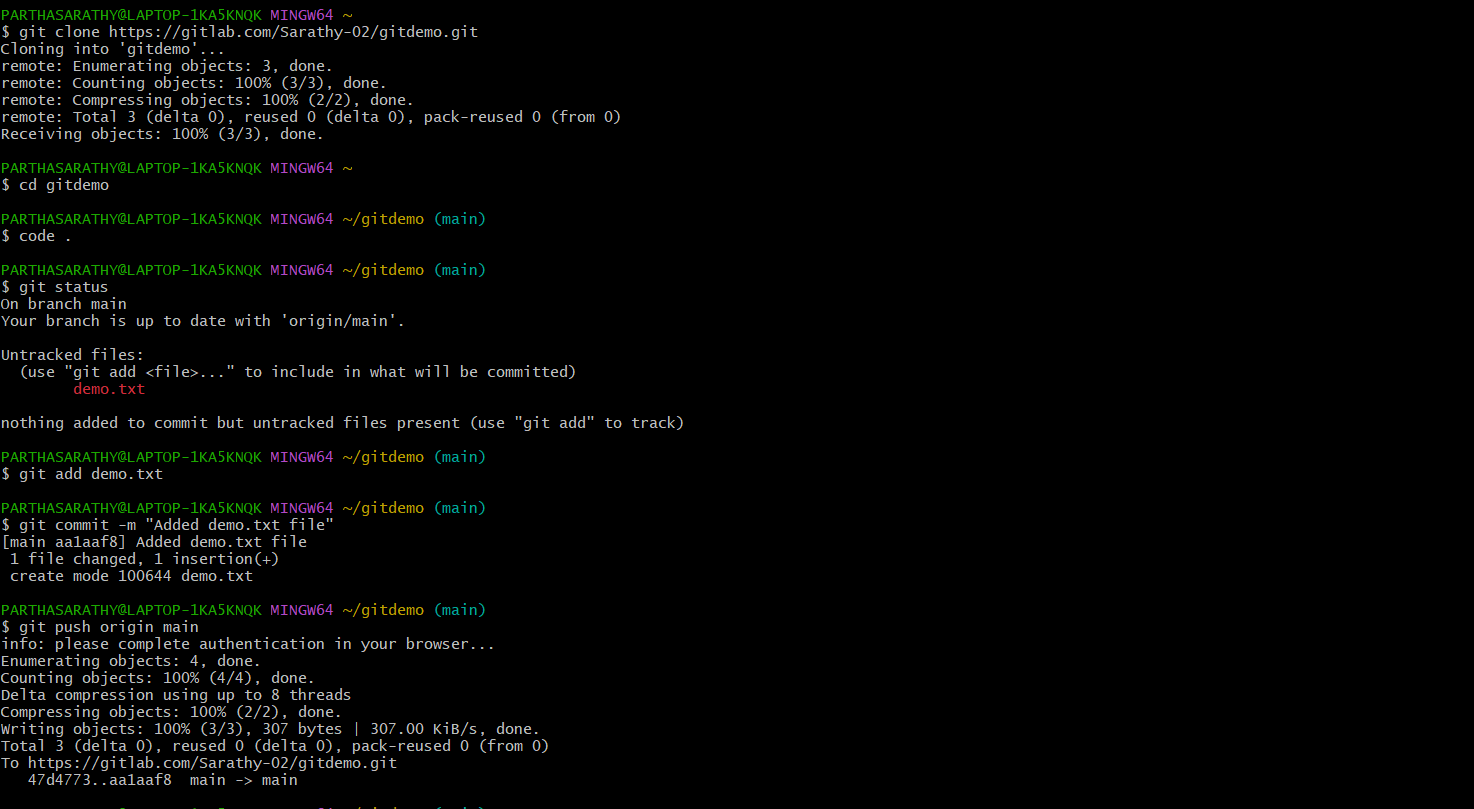 PARTHASARATHY@LAPTOP-1KA5KNQK MINGW64 ~
$ git clone https://gitlab.com/Sarathy-02/gitdemo.git
Cloning into 'gitdemo'...
remote: Enumerating objects: 3, done.
remote: Counting objects: 100% (3/3), done.
remote: Compressing objects: 100% (2/2), done.
remote: Total 3 (delta 0), reused 0 (delta 0), pack-reused 0 (from 0)
Receiving objects: 100% (3/3), done.

PARTHASARATHY@LAPTOP-1KA5KNQK MINGW64 ~
$ cd gitdemo

PARTHASARATHY@LAPTOP-1KA5KNQK MINGW64 ~/gitdemo (main)
$ code .

PARTHASARATHY@LAPTOP-1KA5KNQK MINGW64 ~/gitdemo (main)
$ git status
On branch main
Your branch is up to date with 'origin/main'.

Untracked files:
  (use "git add <file>..." to include in what will be committed)
        demo.txt

nothing added to commit but untracked files present (use "git add" to track)

PARTHASARATHY@LAPTOP-1KA5KNQK MINGW64 ~/gitdemo (main)
$ git add demo.txt

PARTHASARATHY@LAPTOP-1KA5KNQK MINGW64 ~/gitdemo (main)
$ git commit -m "Added demo.txt file"
[main aa1aaf8] Added demo.txt file
 1 file changed, 1 insertion(+)
 create mode 100644 demo.txt

PARTHASARATHY@LAPTOP-1KA5KNQK MINGW64 ~/gitdemo (main)
$ git push origin main
info: please complete authentication in your browser...
Enumerating objects: 4, done.
Counting objects: 100% (4/4), done.
Delta compression using up to 8 threads
Compressing objects: 100% (2/2), done.
Writing objects: 100% (3/3), 307 bytes | 307.00 KiB/s, done.
Total 3 (delta 0), reused 0 (delta 0), pack-reused 0 (from 0)
To https://gitlab.com/Sarathy-02/gitdemo.git
   47d4773..aa1aaf8  main -> main